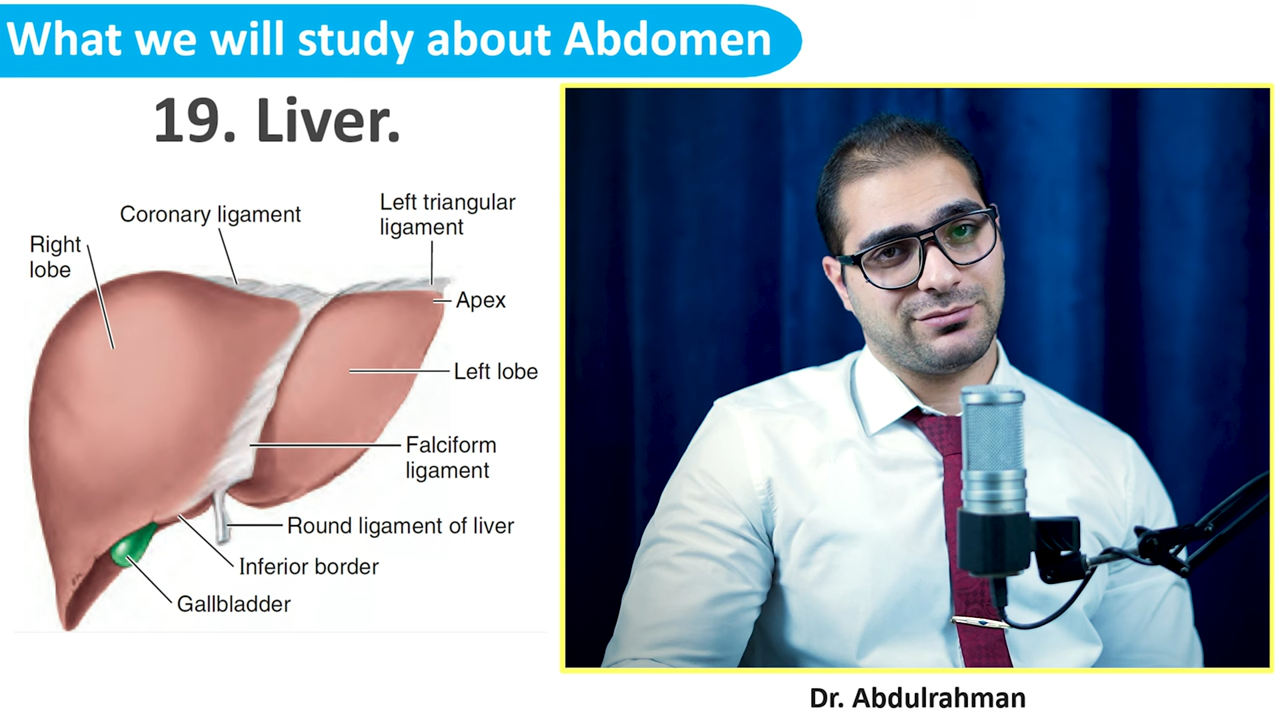 What we will study about Abdomen
19. Liver.
Coronary ligament
Left triangular
ligament
Right
lobe
Apex
Left lobe
Falciform
ligament
Round ligament of liver
Inferior border
Gallbladder
Dr. Abdulrahman